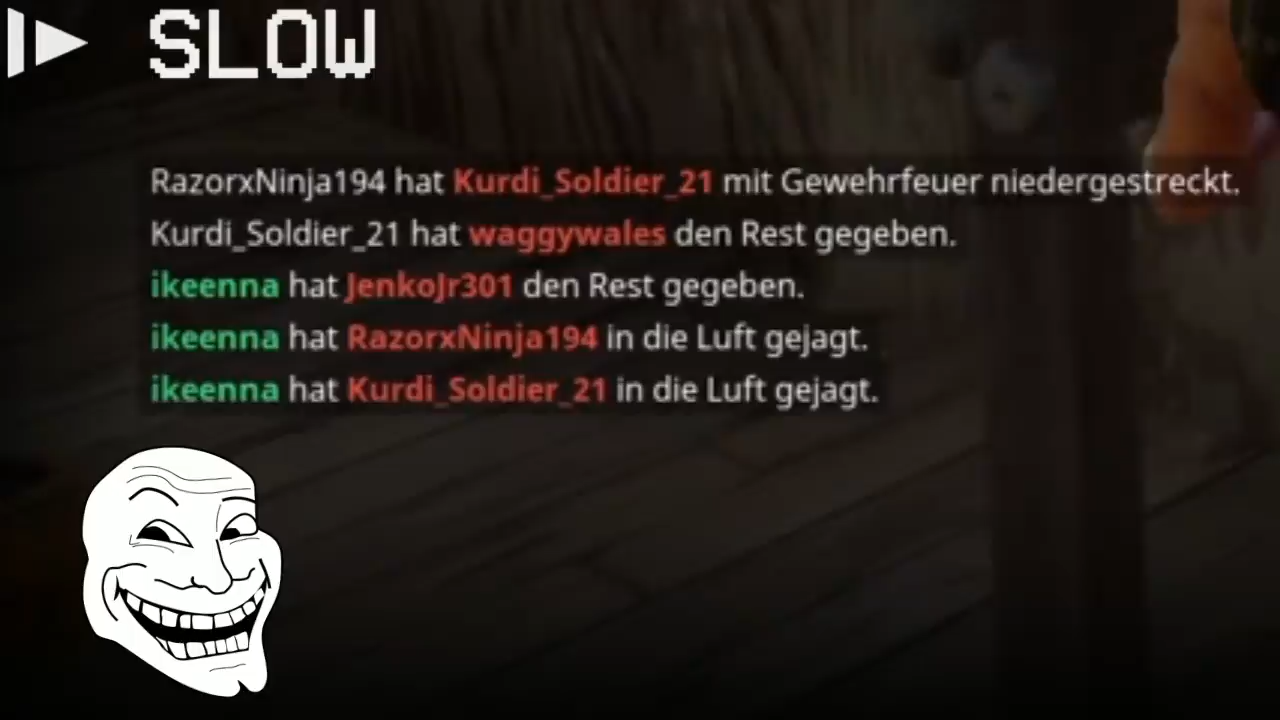 SLOW
RazorxNinja194 hat Kurdi_Soldier_21 mit Gewehrfeuer niedergestreckt.
Kurdi_Soldier_21 hat waggywales den Rest gegeben.
ikeenna hat JenkoJr301 den Rest gegeben.
ikeenna hat RazorxNinja194 in die Luft gejagt.
ikeenna hat Kurdi_Soldier_21 in die Luft gejagt.